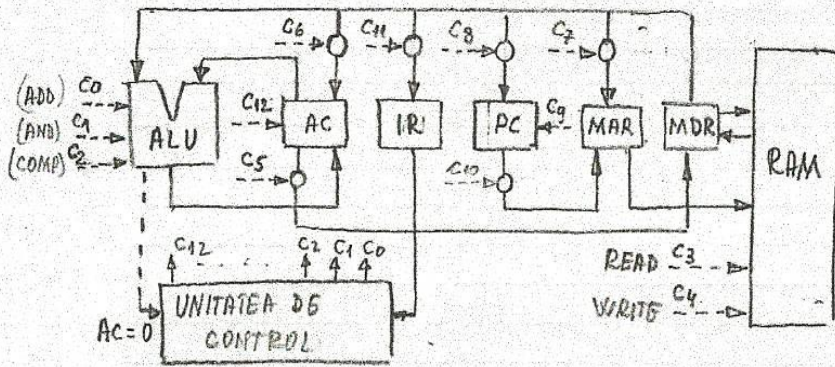 C6
C11
C8
C7
(ADD) C0
(AND) C1
(COMP) C2
ALU
C12
AC
IR
PC
C9
MAR
MDR
RAM
C5
C10
C12 . . . . . C2 C1 C0
READ C3
WRITE C4
AC=0
UNITATEA DE
CONTROL